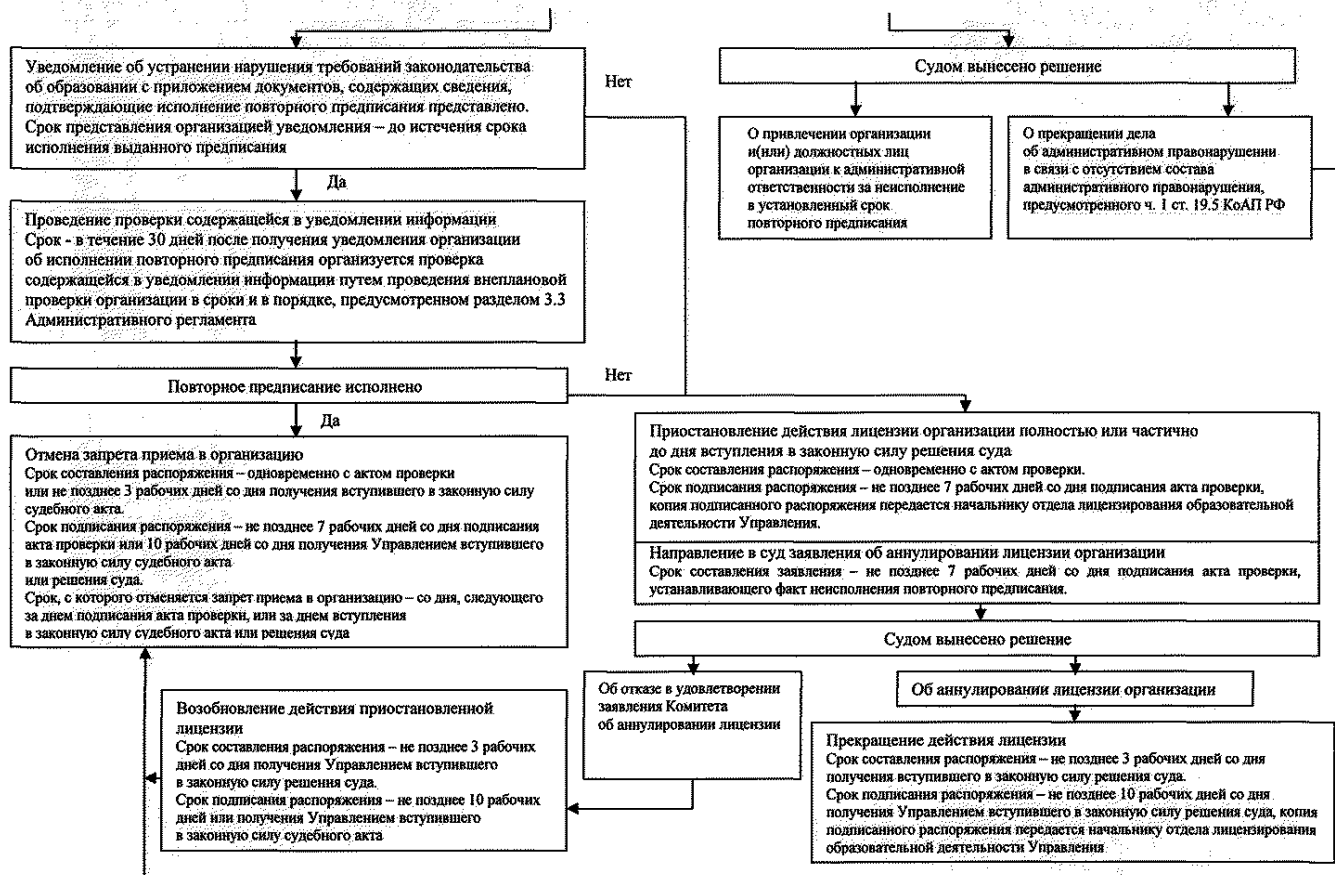 Уведомление об устранении нарушения требований законодательства
об образовании с приложением документов, содержащих сведения,
подтверждающие исполнение повторного предписания представлено.
Срок представления организацией уведомления – до истечения срока
исполнения выданного предписания
Нет
Да
Проведение проверки содержащейся в уведомлении информации
Срок - в течение 30 дней после получения уведомления организации
об исполнении повторного предписания организуется проверка
содержащейся в уведомлении информации путем проведения внеплановой
проверки организации в сроки и в порядке, предусмотренном разделом 3.3
Административного регламента
Повторное предписание исполнено
Нет
Да
Отмена запрета приема в организацию
Срок составления распоряжения – одновременно с актом проверки
или не позднее 3 рабочих дней со дня получения вступившего в законную силу
судебного акта.
Срок подписания распоряжения – не позднее 7 рабочих дней со дня подписания
акта проверки или 10 рабочих дней со дня получения Управлением вступившего
в законную силу судебного акта
или решения суда.
Срок, с которого отменяется запрет приема в организацию – со дня, следующего
за днем подписания акта проверки, или за днем вступления
в законную силу судебного акта или решения суда
Возобновление действия приостановленной
лицензии
Срок составления распоряжения – не позднее 3 рабочих
дней со дня получения Управлением вступившего
в законную силу решения суда.
Срок подписания распоряжения – не позднее 10 рабочих
дней или получения Управлением вступившего
в законную силу судебного акта
Судом вынесено решение
О привлечении организации
и(или) должностных лиц
организации к административной
ответственности за неисполнение
в установленный срок
повторного предписания
О прекращении дела
об административном правонарушении
в связи с отсутствием состава
административного правонарушения,
предусмотренного ч. 1 ст. 19.5 КоАП РФ
Приостановление действия лицензии организации полностью или частично
до дня вступления в законную силу решения суда
Срок составления распоряжения – одновременно с актом проверки.
Срок подписания распоряжения – не позднее 7 рабочих дней со дня подписания акта проверки,
копия подписанного распоряжения передается начальнику отдела лицензирования образовательной
деятельности Управления.
Направление в суд заявления об аннулировании лицензии организации
Срок составления заявления – не позднее 7 рабочих дней со дня подписания акта проверки,
устанавливающего факт неисполнения повторного предписания.
Судом вынесено решение
Об отказе в удовлетворении
заявления Комитета
об аннулировании лицензии
Об аннулировании лицензии организации
Прекращение действия лицензии
Срок составления распоряжения – не позднее 3 рабочих дней со дня
получения вступившего в законную силу решения суда.
Срок подписания распоряжения – не позднее 10 рабочих дней со дня
получения Управлением вступившего в законную силу решения суда, копия
подписанного распоряжения передается начальнику отдела лицензирования
образовательной деятельности Управления